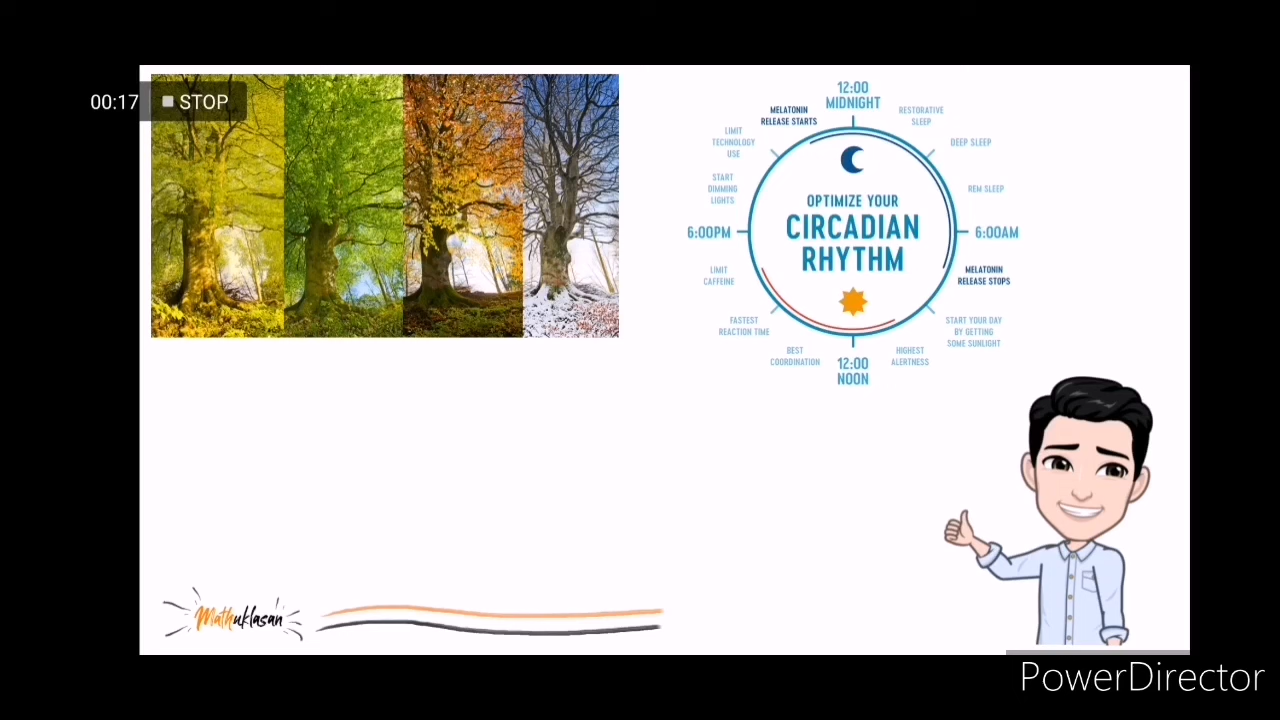 00:17 STOP
12:00
MIDNIGHT
MELATONIN
RELEASE STARTS
RESTORATIVE
SLEEP
LIMIT
TECHNOLOGY
USE
DEEP SLEEP
START
DIMMING
LIGHTS
REM SLEEP
OPTIMIZE YOUR
CIRCADIAN
RHYTHM
6:00PM
6:00AM
LIMIT
CAFFEINE
MELATONIN
RELEASE STOPS
FASTEST
REACTION TIME
START YOUR DAY
BY GETTING
SOME SUNLIGHT
BEST
COORDINATION
12:00
NOON
HIGHEST
ALERTNESS
Mathuklasan
PowerDirector